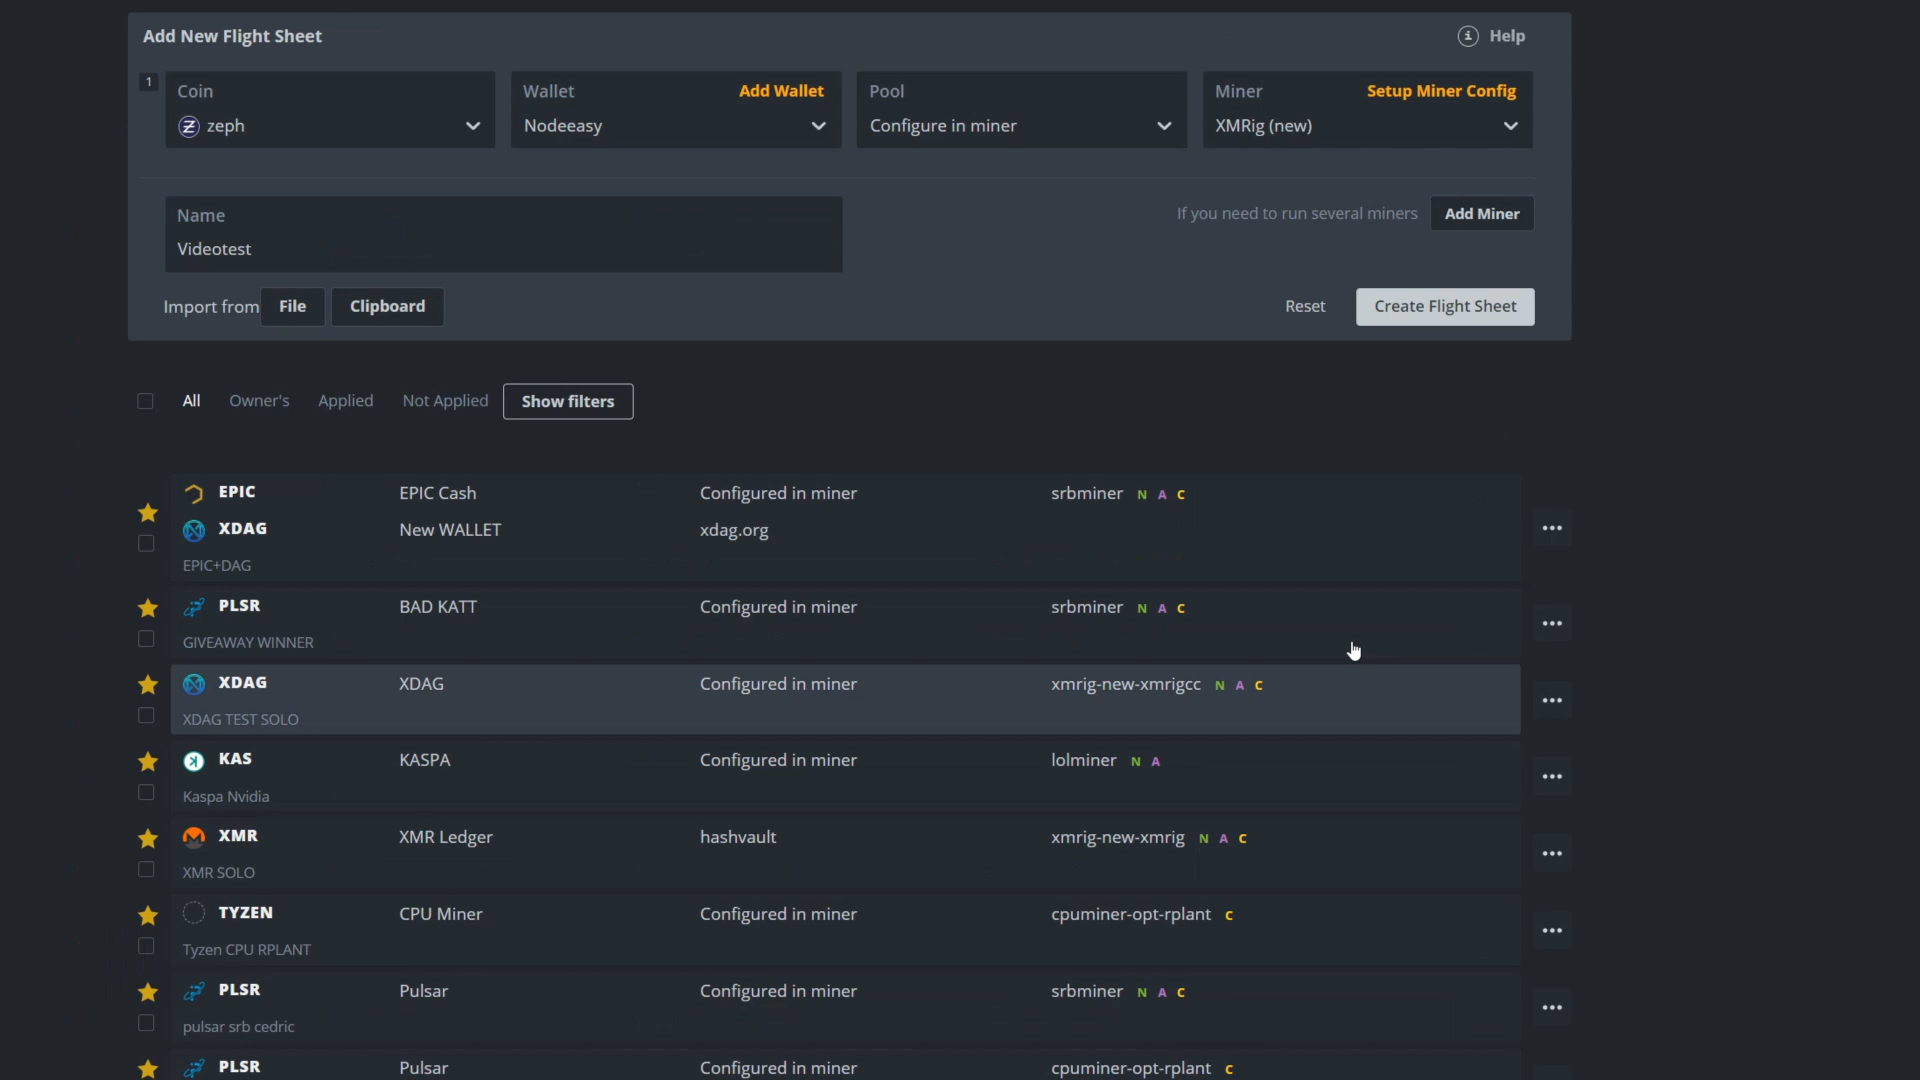 Add New Flight Sheet
Help
1
Coin
zeph
Wallet
Add Wallet
Nodeeasy
Pool
Configure in miner
Miner
Setup Miner Config
XMRig (new)
Name
Videotest
If you need to run several miners
Add Miner
Import from
File
Clipboard
Reset
Create Flight Sheet
All
Owner's
Applied
Not Applied
Show filters
EPIC EPIC Cash Configured in miner srbminer N A C
XDAG New WALLET xdag.org
EPIC+DAG
PLSR BAD KATT Configured in miner srbminer N A C
GIVEAWAY WINNER
XDAG XDAG Configured in miner xmrig-new-xmrigcc N A C
XDAG TEST SOLO
KAS KASPA Configured in miner lolminer N A
Kaspa Nvidia
XMR XMR Ledger hashvault xmrig-new-xmrig N A C
XMR SOLO
TYZEN CPU Miner Configured in miner cpuminer-opt-rplant C
Tyzen CPU RPLANT
PLSR Pulsar Configured in miner srbminer N A C
pulsar srb cedric
PLSR Pulsar Configured in miner cpuminer-opt-rplant C